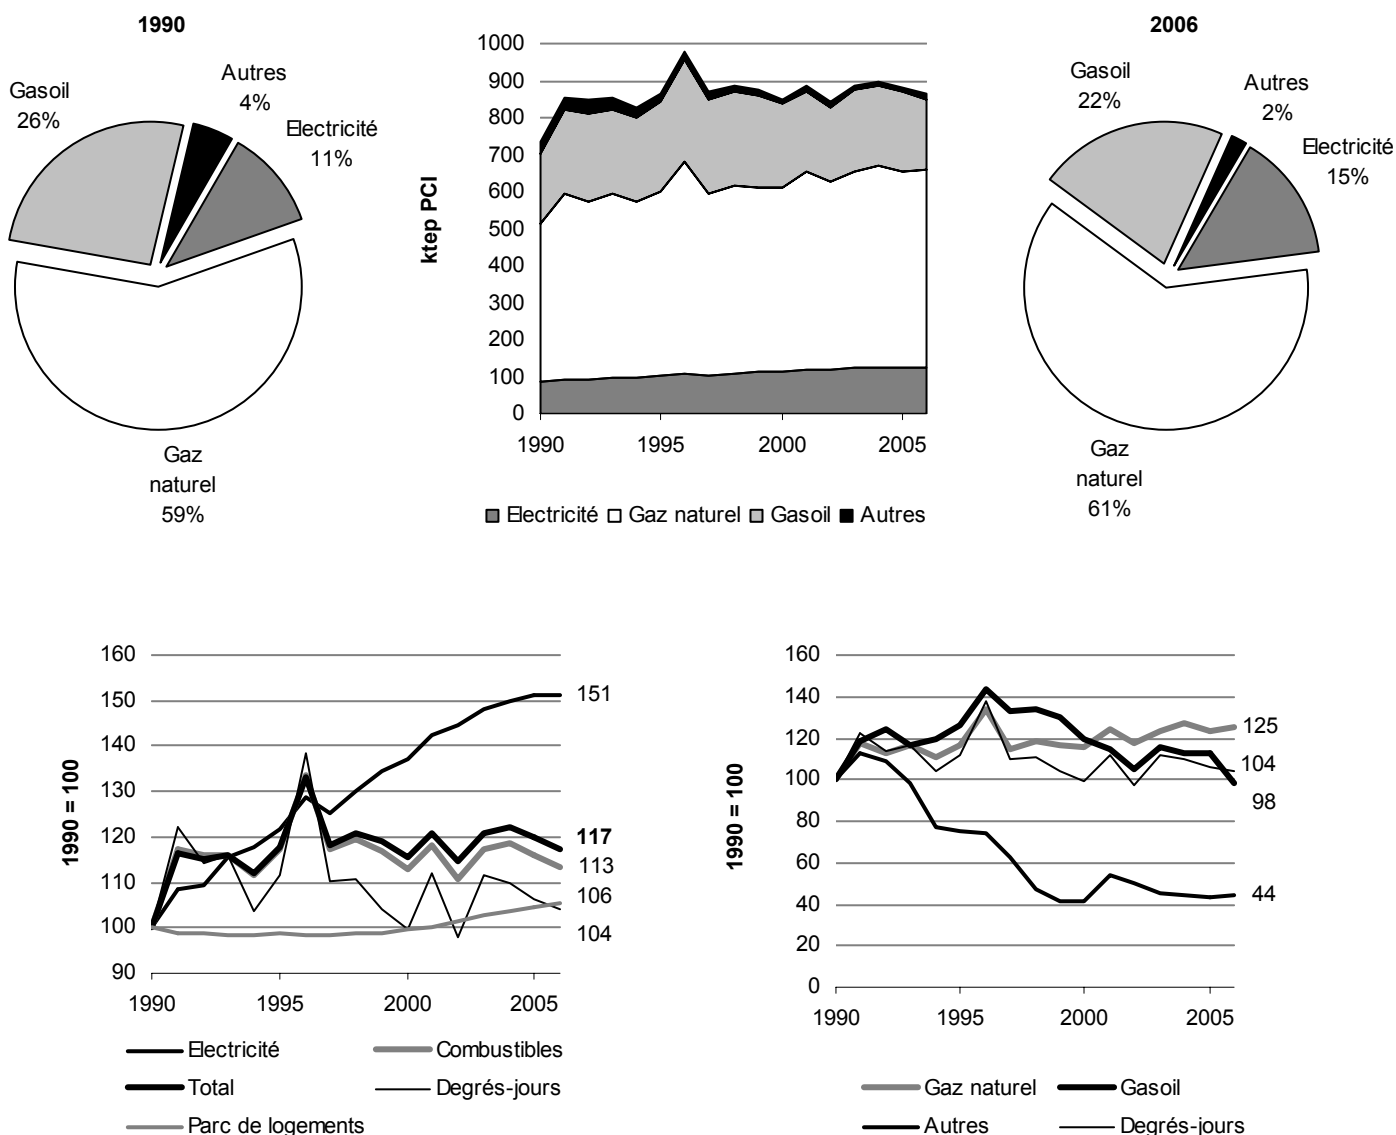 1990
Gasoil
26%
Autres
4%
Electricité
11%
Gaz
naturel
59%
ktep PCI
1000
900
800
700
600
500
400
300
200
100
0
1990
1995
2000
2005
Electricité
Gaz naturel
Gasoil
Autres
2006
Gasoil
22%
Autres
2%
Electricité
15%
Gaz
naturel
61%
1990 = 100
160
150
140
130
120
110
100
90
151
117
113
106
104
1990
1995
2000
2005
Electricité
Combustibles
Total
Degrés-jours
Parc de logements
1990 = 100
160
140
120
100
80
60
40
20
0
125
104
98
44
1990
1995
2000
2005
Gaz naturel
Gasoil
Autres
Degrés-jours